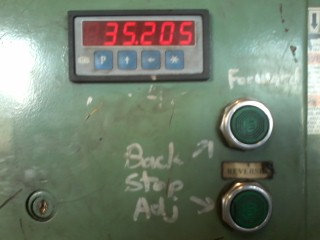 35.205
P
Forward
Back
Stop
Adj
REVERSE